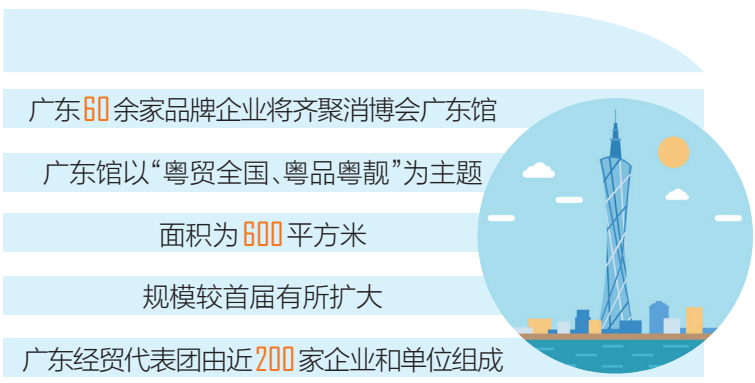 广东60余家品牌企业将齐聚消博会广东馆
广东馆以“粤贸全国、粤品粤靓”为主题
面积为600平方米
规模较首届有所扩大
广东经贸代表团由近200家企业和单位组成